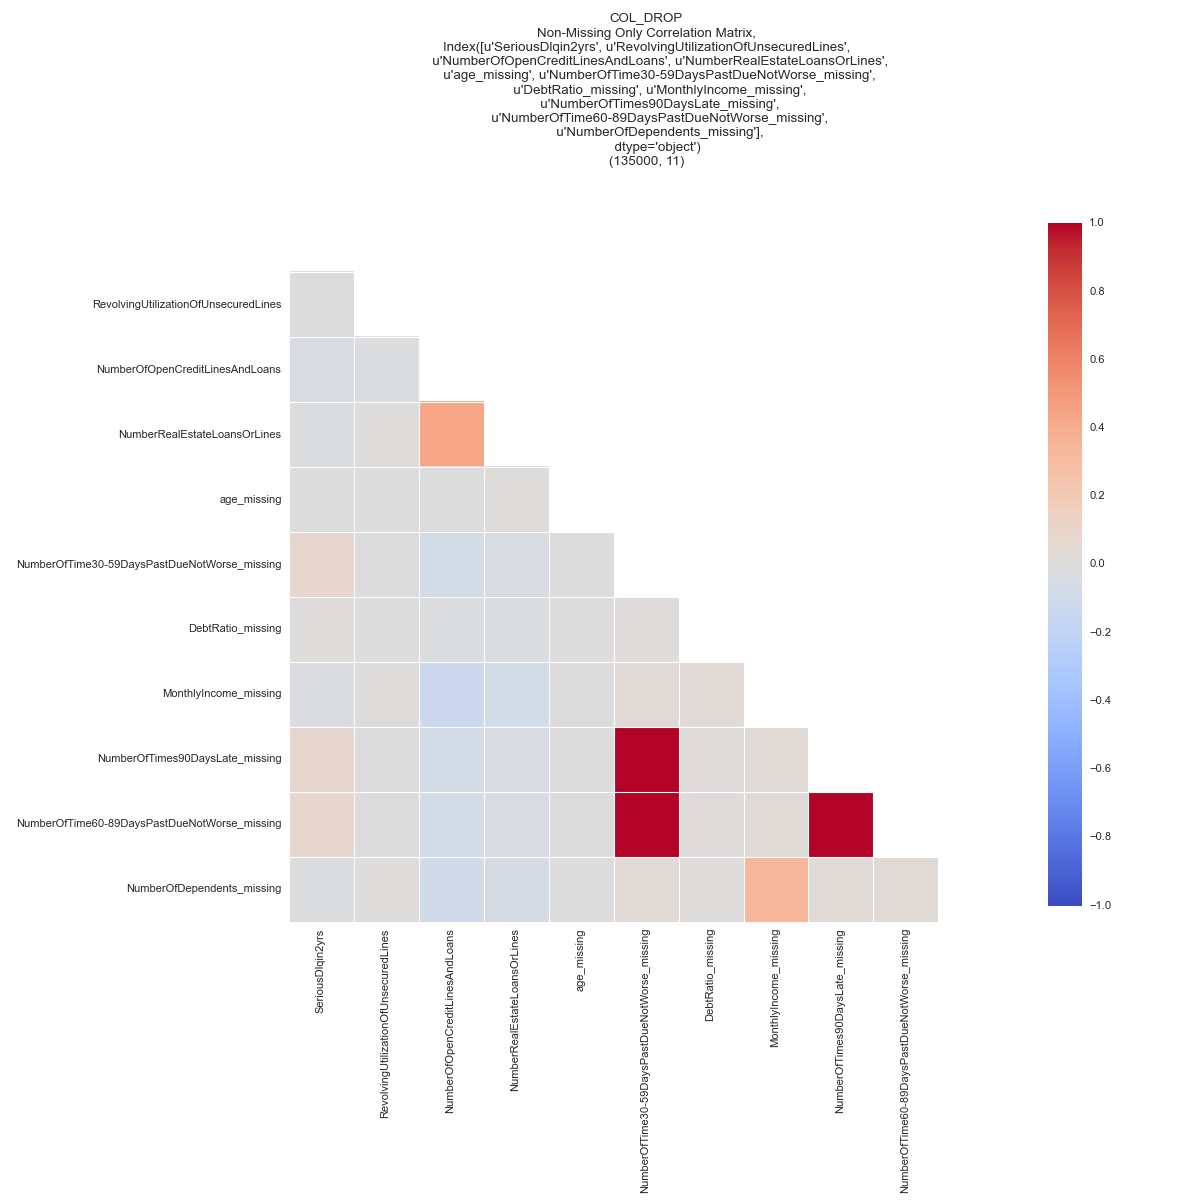 COL_DROP
Non-Missing Only Correlation Matrix,
Index([u'SeriousDlqin2yrs', u'RevolvingUtilizationOfUnsecuredLines',
u'NumberOfOpenCreditLinesAndLoans', u'NumberRealEstateLoansOrLines',
u'age_missing', u'NumberOfTime30-59DaysPastDueNotWorse_missing',
u'DebtRatio_missing', u'MonthlyIncome_missing',
u'NumberOfTimes90DaysLate_missing',
u'NumberOfTime60-89DaysPastDueNotWorse_missing',
u'NumberOfDependents_missing'],
dtype='object')
(135000, 11)
RevolvingUtilizationOfUnsecuredLines
NumberOfOpenCreditLinesAndLoans
NumberRealEstateLoansOrLines
age_missing
NumberOfTime30-59DaysPastDueNotWorse_missing
DebtRatio_missing
MonthlyIncome_missing
NumberOfTimes90DaysLate_missing
NumberOfTime60-89DaysPastDueNotWorse_missing
NumberOfDependents_missing
SeriousDlqin2yrs
RevolvingUtilizationOfUnsecuredLines
NumberOfOpenCreditLinesAndLoans
NumberRealEstateLoansOrLines
age_missing
NumberOfTime30-59DaysPastDueNotWorse_missing
DebtRatio_missing
MonthlyIncome_missing
NumberOfTimes90DaysLate_missing
NumberOfTime60-89DaysPastDueNotWorse_missing
1.0
0.8
0.6
0.4
0.2
0.0
−0.2
−0.4
−0.6
−0.8
−1.0